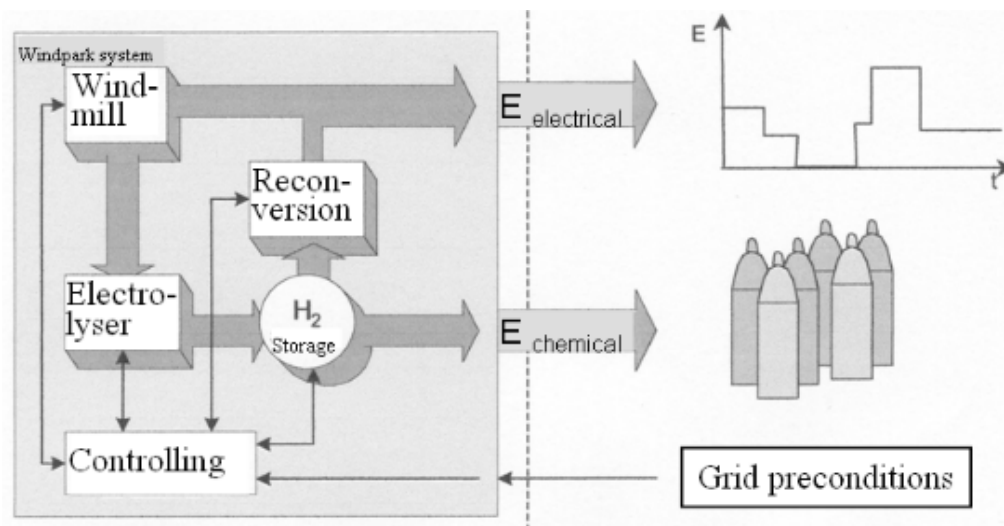 Windpark system
Wind-
mill
Recon-
version
Electro-
lyser
H2
Storage
Controlling
E electrical
E chemical
E
t
Grid preconditions